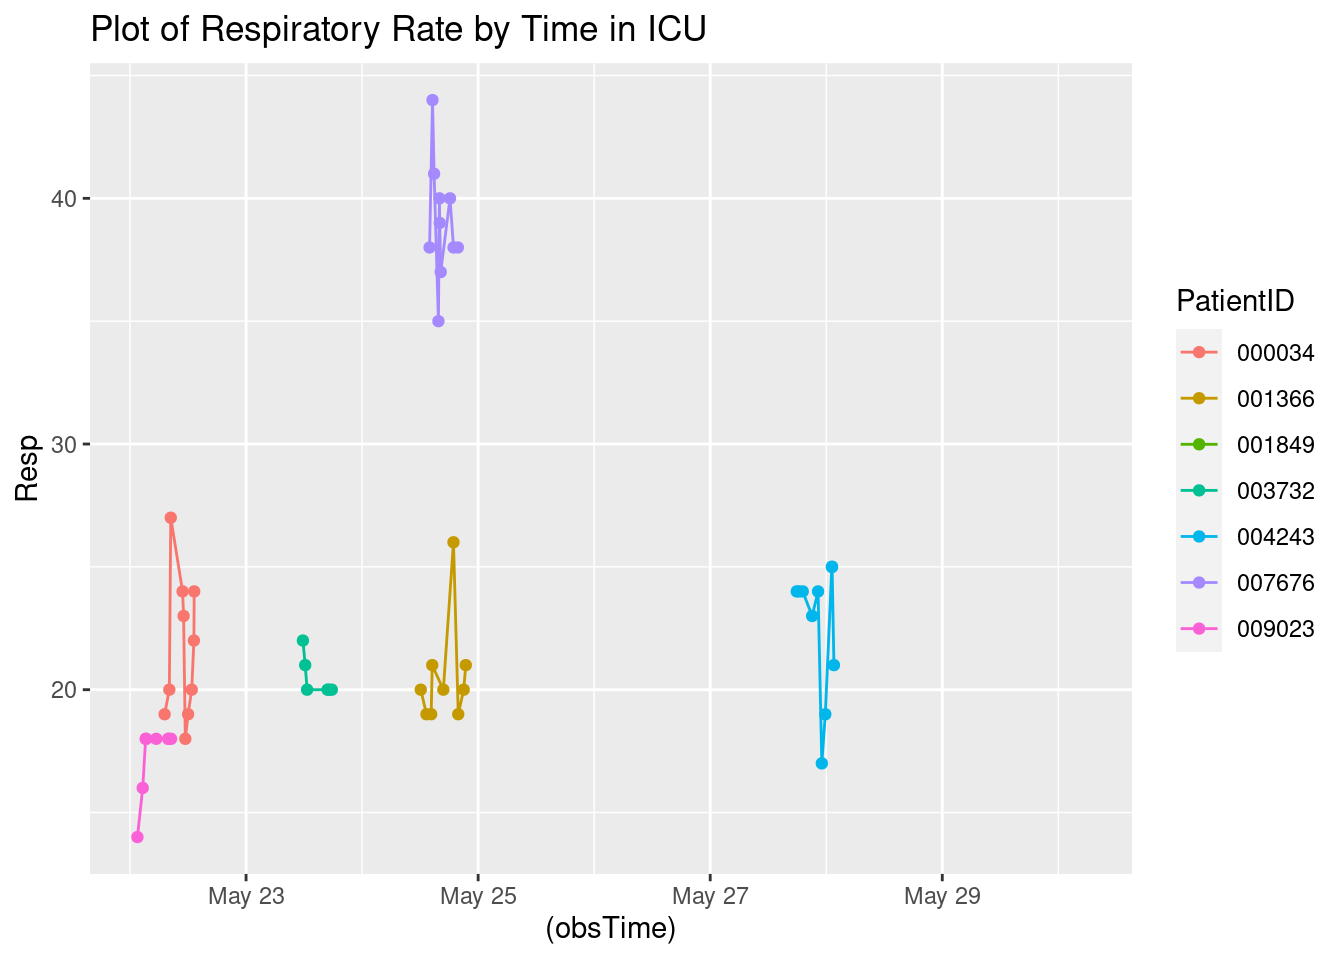 Plot of Respiratory Rate by Time in ICU
40
30
20
Resp
May 23
May 25
May 27
May 29
(obsTime)
PatientID
000034
001366
001849
003732
004243
007676
009023